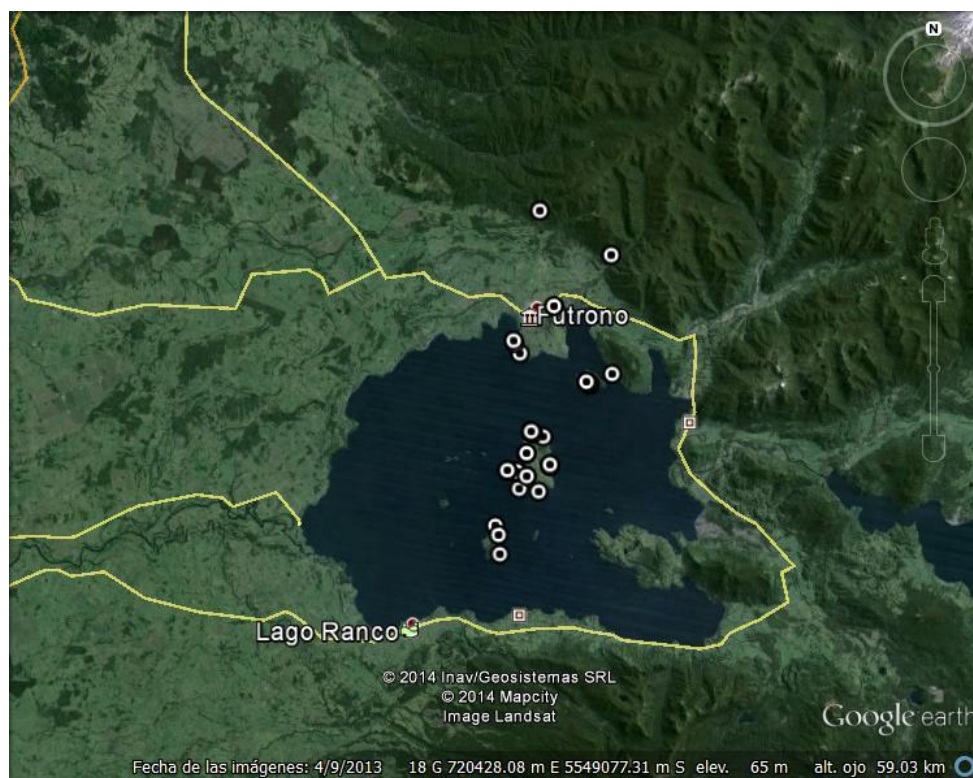 N
Futrono
Lago Ranco
© 2014 Inav/Geosistemas SRL
© 2014 Mapcity
Image Landsat
Google earth
Fecha de las imágenes: 4/9/2013 18 G 720428.08 m E 5549077.31 m S elev. 65 m alt. ojo 59.03 km